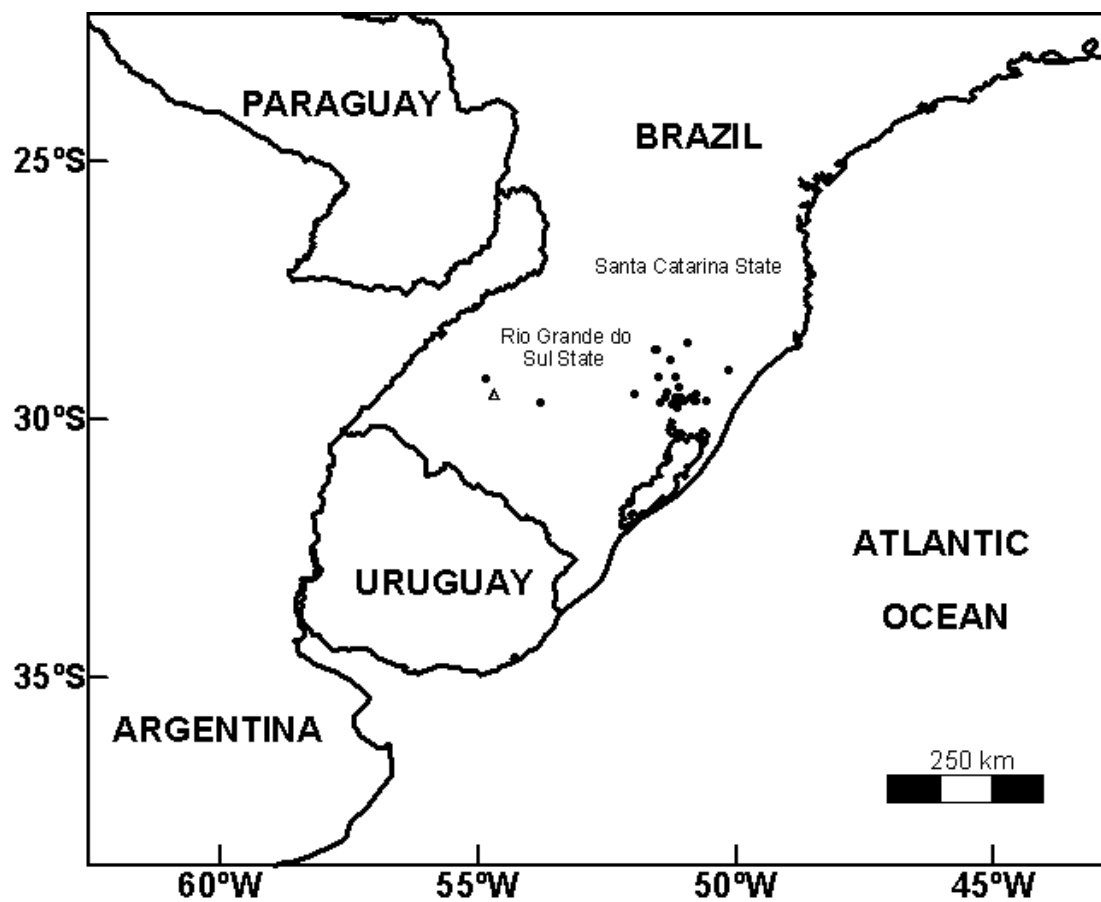 PARAGUAY
BRAZIL
25ºS
Santa Catarina State
Rio Grande do
Sul State
30ºS
ATLANTIC
URUGUAY
OCEAN
35ºS
ARGENTINA
250 km
60ºW
55ºW
50ºW
45ºW